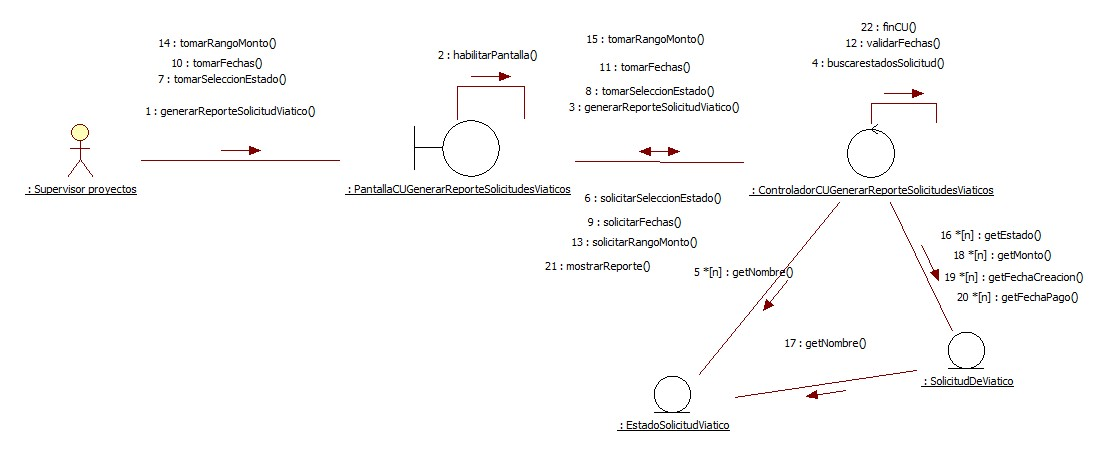 22 : finCU()
14 : tomarRangoMonto()
15 : tomarRangoMonto()
12 : validarFechas()
2 : habilitarPantalla()
10 : tomarFechas()
11 : tomarFechas()
4 : buscarestadosSolicitud()
7 : tomarSeleccionEstado()
8 : tomarSeleccionEstado()
1 : generarReporteSolicitudViatico()
3 : generarReporteSolicitudViatico()
: Supervisor proyectos
: PantallaCUGenerarReporteSolicitudesViaticos
: ControladorCUGenerarReporteSolicitudesViaticos
6 : solicitarSeleccionEstado()
9 : solicitarFechas()
13 : solicitarRangoMonto()
21 : mostrarReporte()
5 *[n] : getNombre()
16 *[n] : getEstado()
18 *[n] : getMonto()
19 *[n] : getFechaCreacion()
20 *[n] : getFechaPago()
17 : getNombre()
: SolicitudDeViatico
: EstadoSolicitudViatico